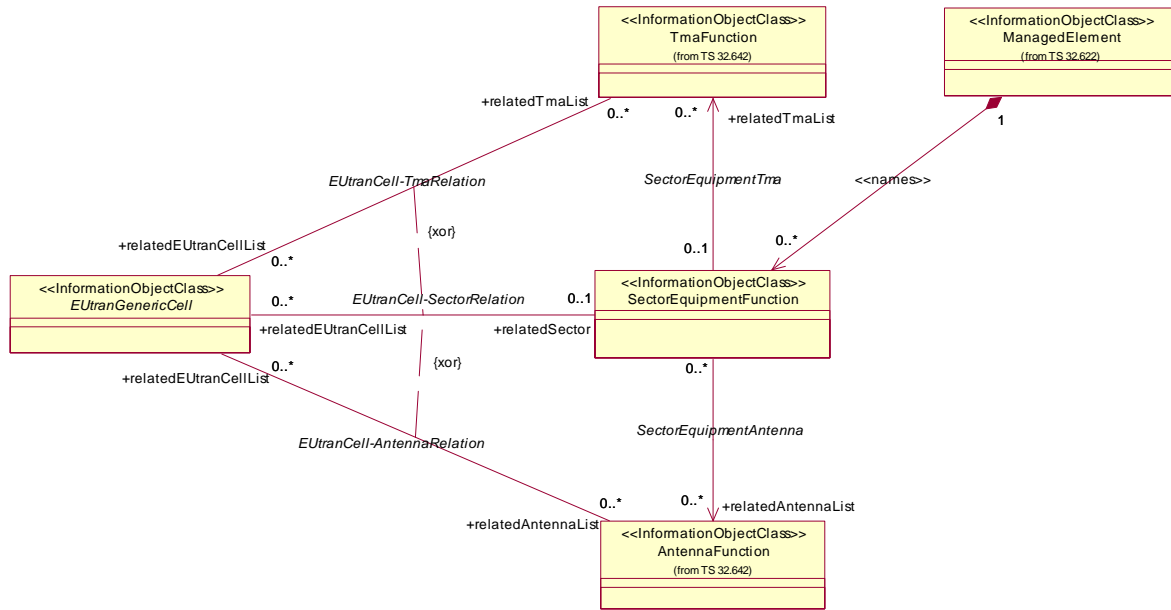 <<InformationObjectClass>>
TmaFunction
(from TS 32.642)
<<InformationObjectClass>>
ManagedElement
(from TS 32.622)
+relatedTmaList
0..*
0..*
+relatedTmaList
1
EUtranCell-TmaRelation
SectorEquipmentTma
<<names>>
{xor}
+relatedEUtranCellList
0..*
0..1
0..*
<<InformationObjectClass>>
EUtranGenericCell
0..*
EUtranCell-SectorRelation
0..1
<<InformationObjectClass>>
SectorEquipmentFunction
+relatedEUtranCellList
+relatedSector
0..*
{xor}
0..*
+relatedEUtranCellList
EUtranCell-AntennaRelation
SectorEquipmentAntenna
0..*
0..*
+relatedAntennaList
+relatedAntennaList
<<InformationObjectClass>>
AntennaFunction
(from TS 32.642)